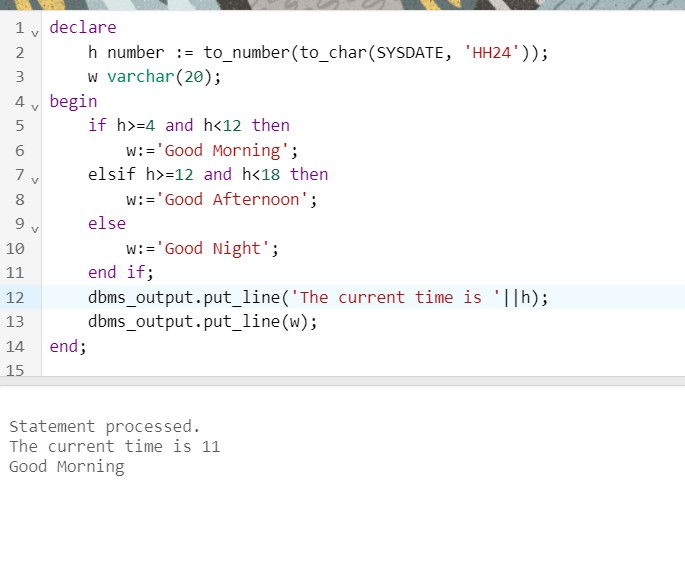 1 declare
2 h number := to_number(to_char(SYSDATE, 'HH24'));
3 w varchar(20);
4 begin
5 if h>=4 and h<12 then
6 w:='Good Morning';
7 elsif h>=12 and h<18 then
8 w:='Good Afternoon';
9 else
10 w:='Good Night';
11 end if;
12 dbms_output.put_line('The current time is '||h);
13 dbms_output.put_line(w);
14 end;
15
Statement processed.
The current time is 11
Good Morning